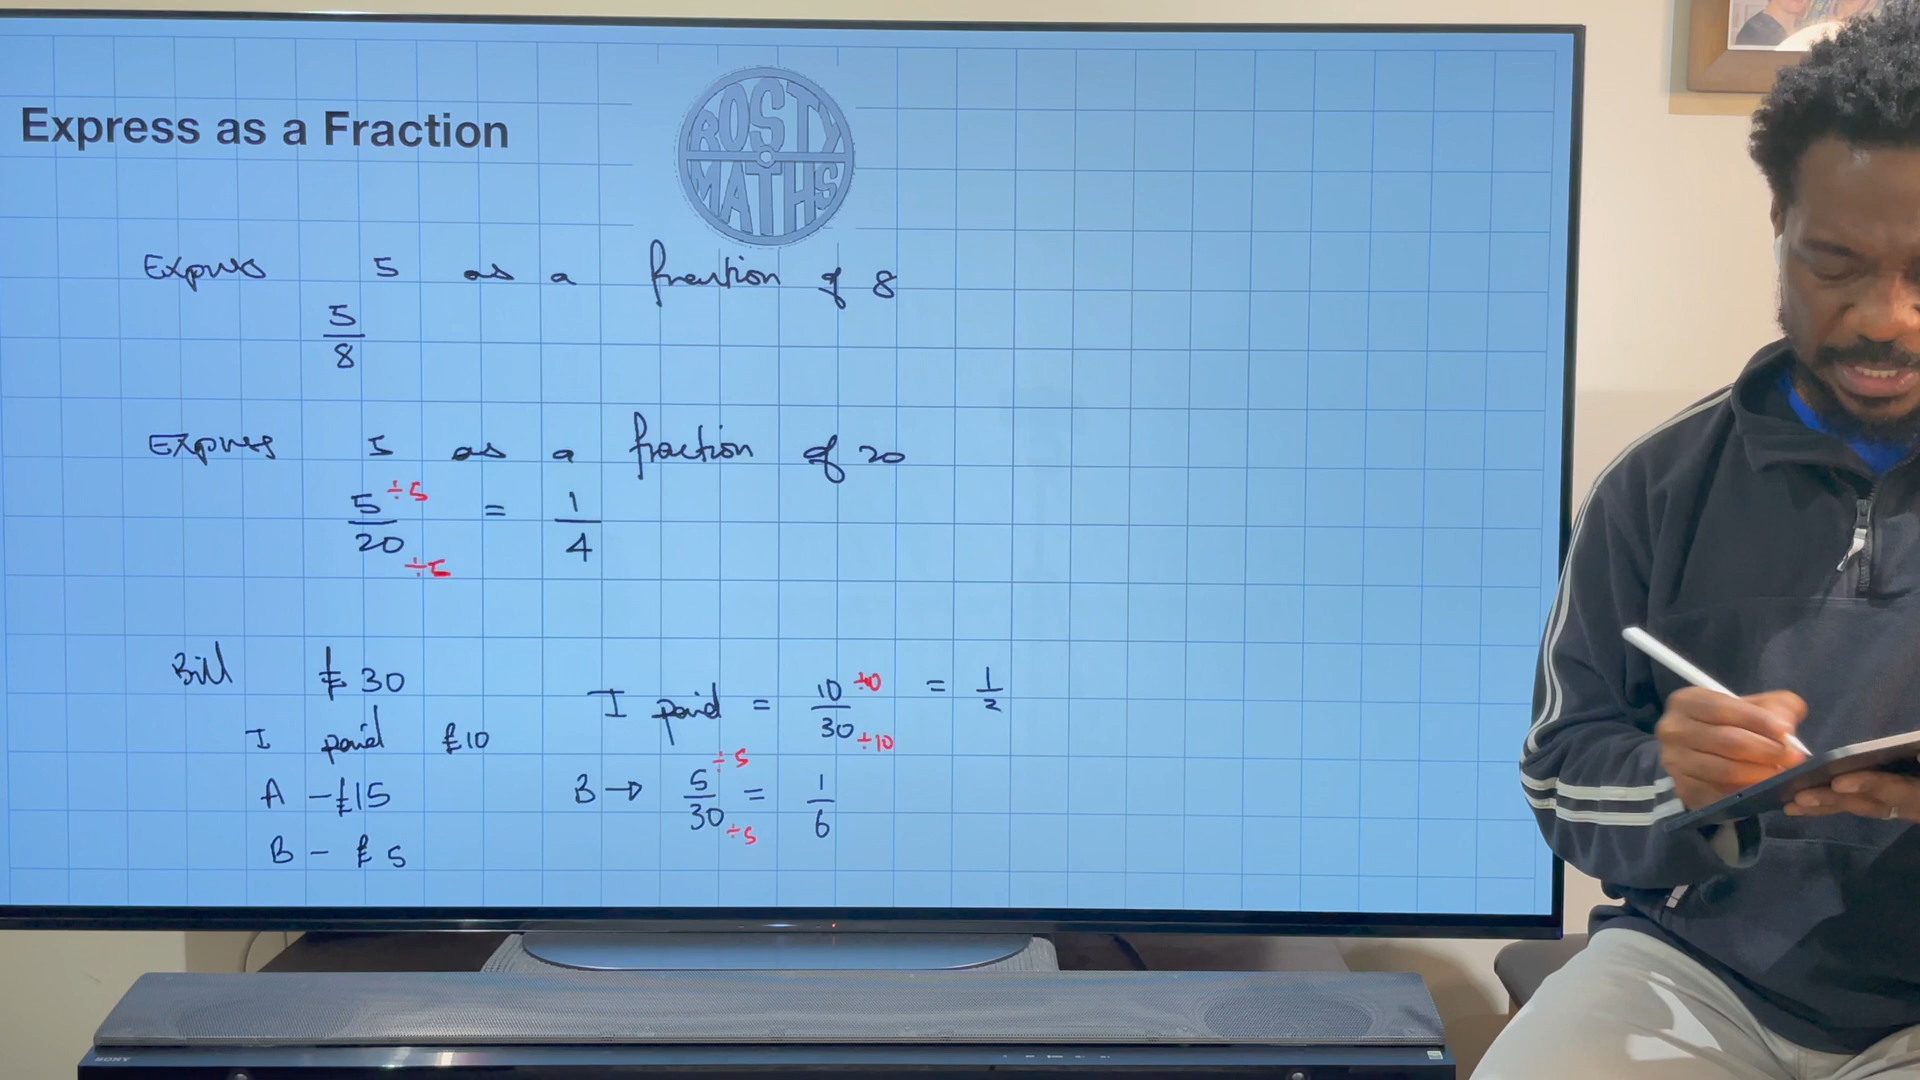 Express as a Fraction
ROSTY
MATHS
Express 5 as a fraction of 8
5
8
Express 5 as a fraction of 20
5 ÷5 = 1
20 ÷5 4
Bill £30
I paid £10
A - £15
B - £5
I paid = 10 ÷10 = 1
30 ÷10 2
B → 5 ÷5 = 1
30 ÷5 6
SONY